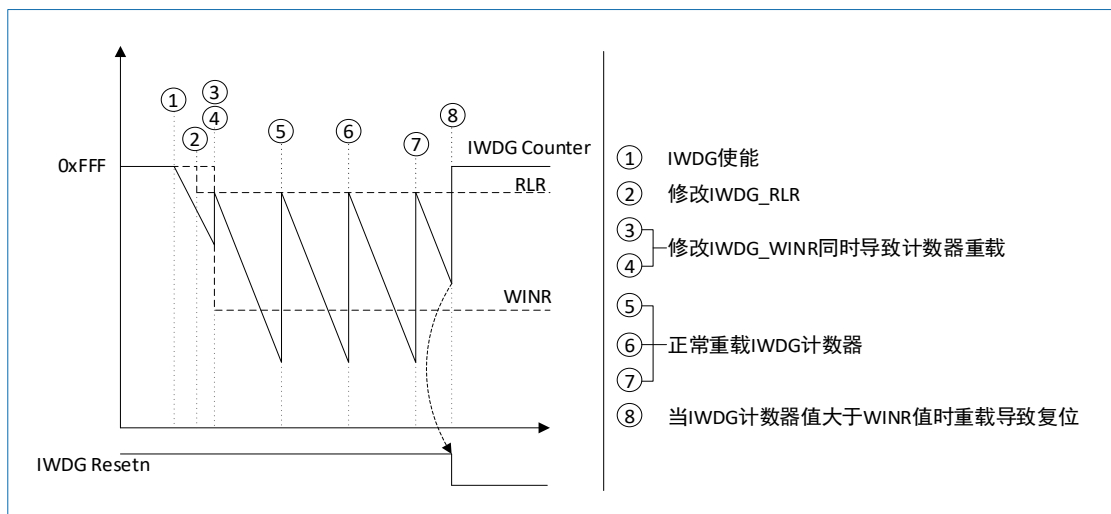 ①
③
④
②
⑤
⑥
⑦
⑧
IWDG Counter
0xFFF
RLR
WINR
IWDG Resetn
① IWDG使能
② 修改IWDG_RLR
③
④
修改IWDG_WINR同时导致计数器重载
⑤
⑥ 正常重载IWDG计数器
⑦
⑧ 当IWDG计数器值大于WINR值时重载导致复位